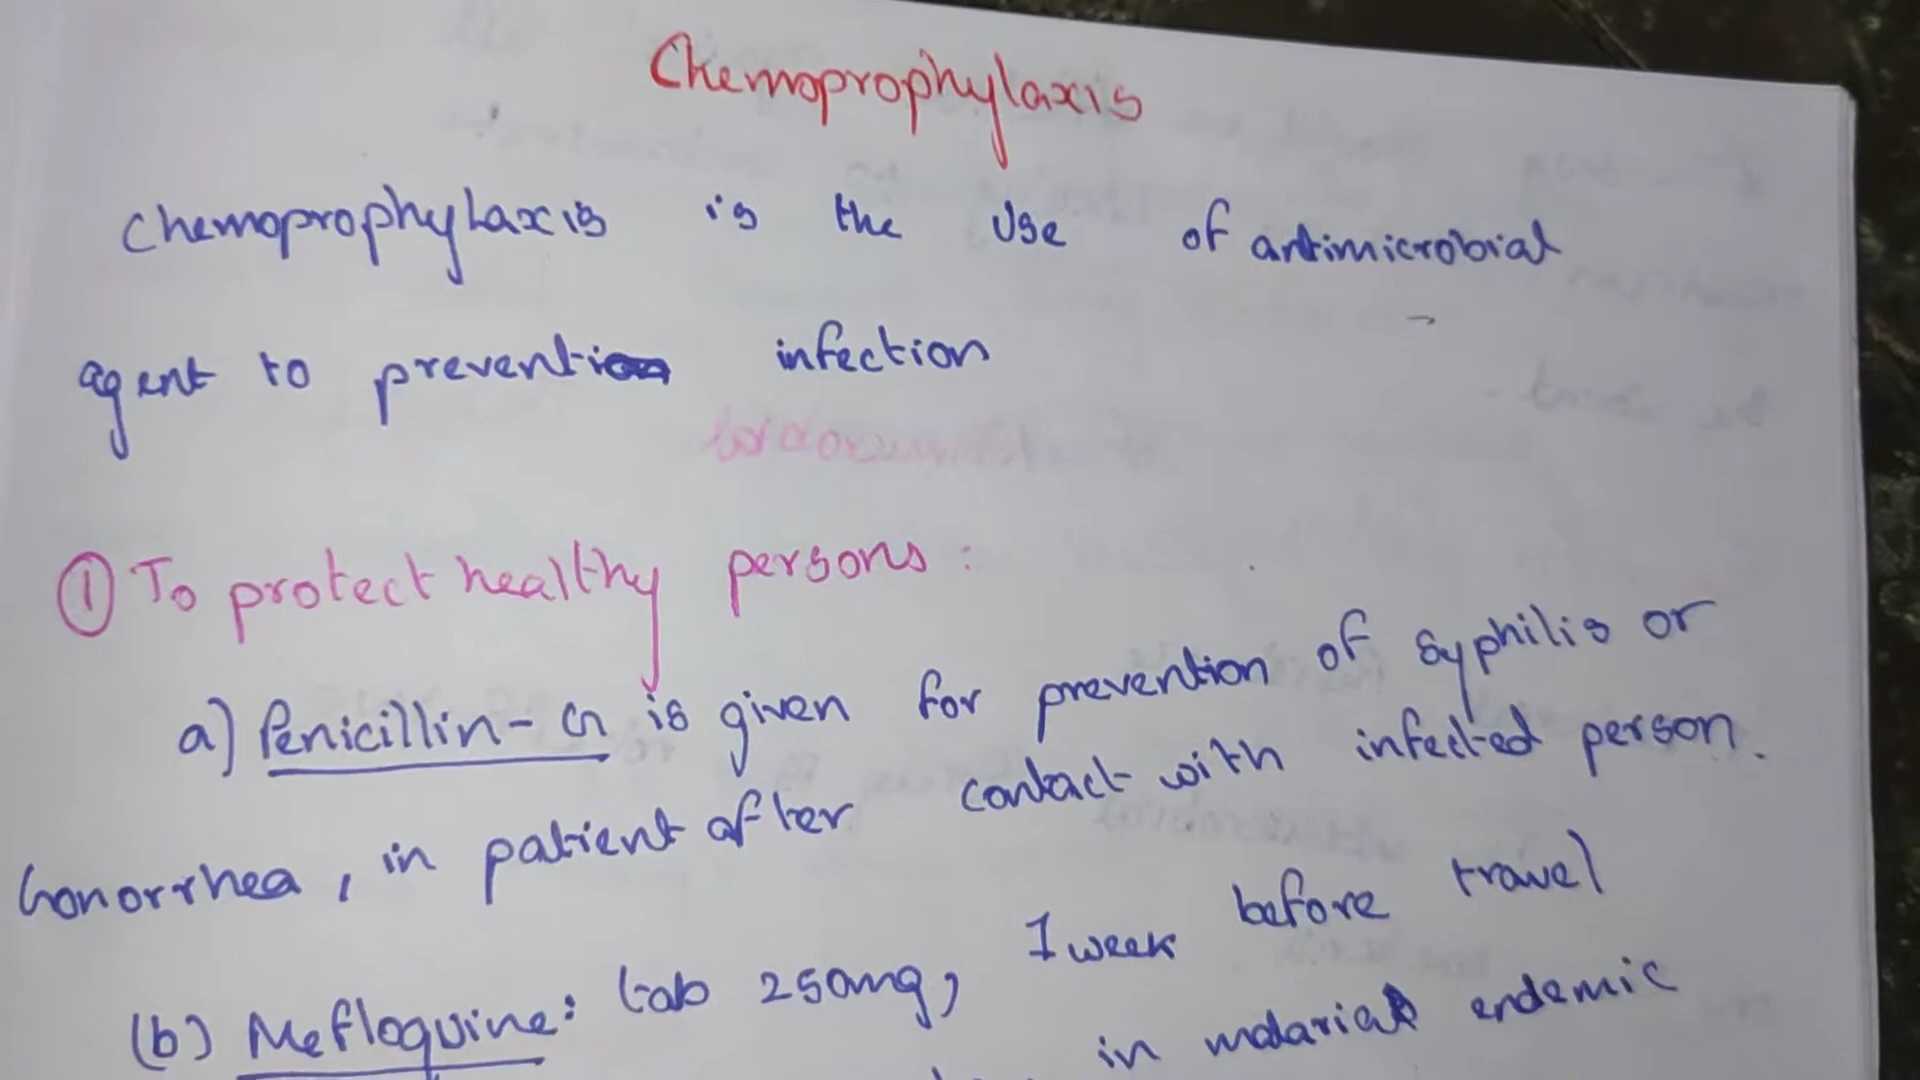 Chemoprophylaxis
Chemoprophylaxis is the Use of antimicrobial
agent to prevent infection
① To protect healthy persons:
a) Penicillin-G is given for prevention of Syphilis or
Gonorrhea, in patient after contact with infected person.
(b) Mefloquine: tab 250mg, 1 week before travel
in malaria endemic